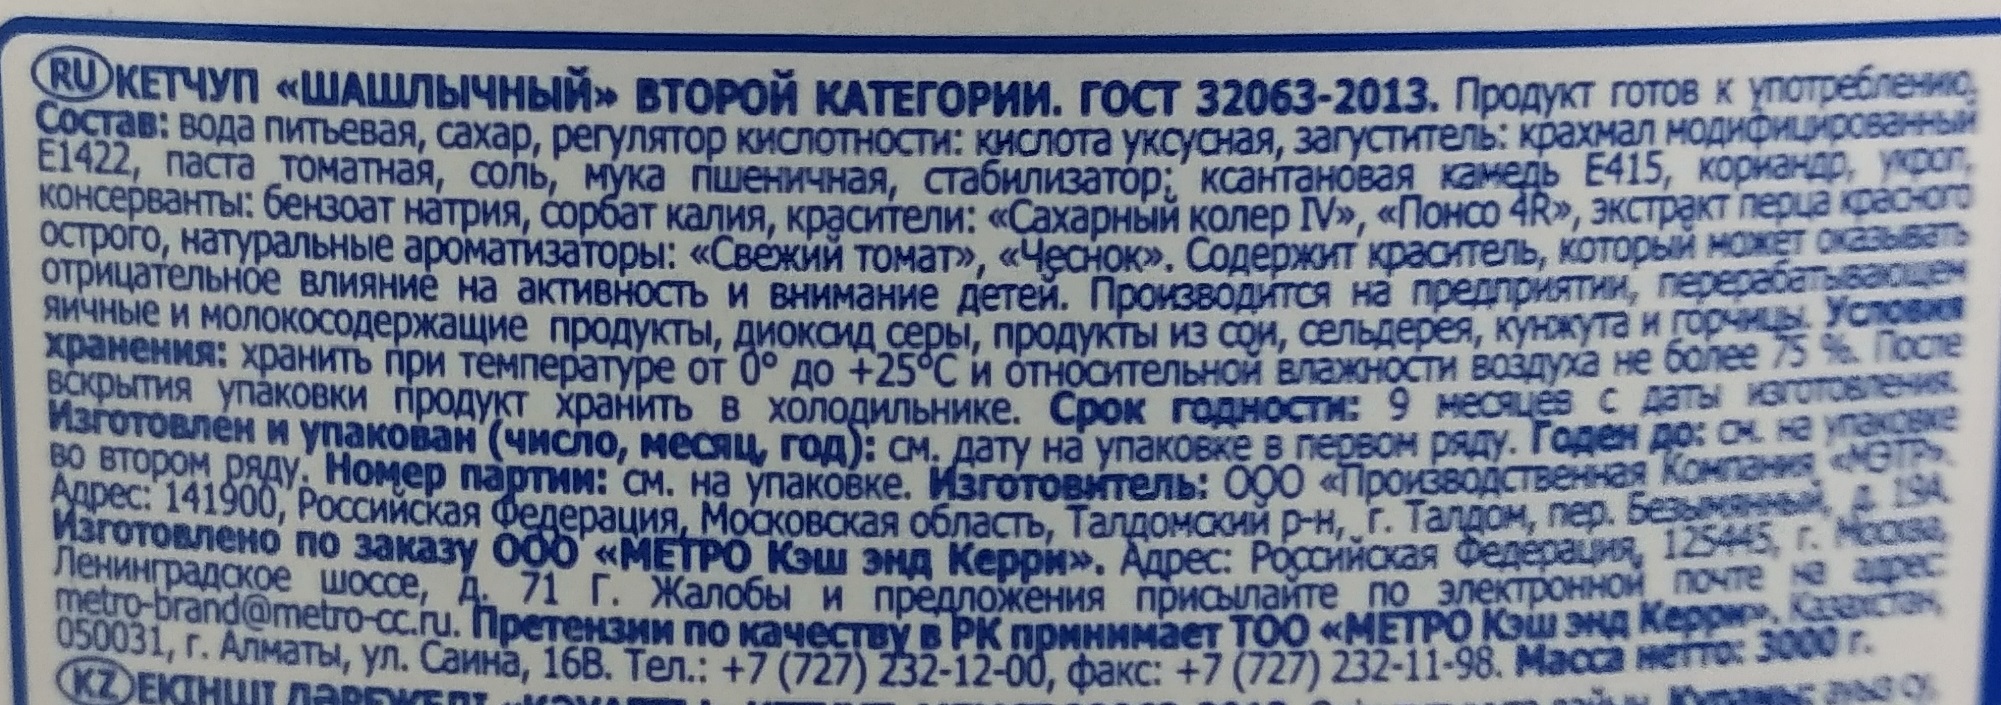 RU КЕТЧУП «ШАШЛЫЧНЫЙ» ВТОРОЙ КАТЕГОРИИ. ГОСТ 32063-2013. Продукт готов к употреблению.
Состав: вода питьевая, сахар, регулятор кислотности: кислота уксусная, загуститель: крахмал модифицированный
Е1422, паста томатная, соль, мука пшеничная, стабилизатор: ксантановая камедь Е415, кориандр, укроп,
консерванты: бензоат натрия, сорбат калия, красители: «Сахарный колер IV», «Понсо 4R», экстракт перца красного
острого, натуральные ароматизаторы: «Свежий томат», «Чеснок». Содержит краситель, который может оказывать
отрицательное влияние на активность и внимание детей. Производится на предприятии, перерабатывающем
яичные и молокосодержащие продукты, диоксид серы, продукты из сои, сельдерея, кунжута и горчицы. Условия
хранения: хранить при температуре от 0° до +25°С и относительной влажности воздуха не более 75 %. После
вскрытия упаковки продукт хранить в холодильнике. Срок годности: 9 месяцев с даты изготовления.
Изготовлен и упакован (число, месяц, год): см. дату на упаковке в первом ряду. Годен до: см. на упаковке
во втором ряду. Номер партии: см. на упаковке. Изготовитель: ООО «Производственная Компания «МЭТР».
Адрес: 141900, Российская Федерация, Московская область, Талдомский р-н, г. Талдом, пер. Безымянный, д. 19А.
Изготовлено по заказу ООО «МЕТРО Кэш энд Керри». Адрес: Российская Федерация, 125445, г. Москва,
Ленинградское шоссе, д. 71 Г. Жалобы и предложения присылайте по электронной почте на адрес:
metro-brand@metro-cc.ru. Претензии по качеству в РК принимает ТОО «МЕТРО Кэш энд Керри». Казахстан,
050031, г. Алматы, ул. Саина, 16В. Тел.: +7 (727) 232-12-00, факс: +7 (727) 232-11-98. Масса нетто: 3000 г.
KZ ЕКІНШІ ДӘРЕЖЕЛІ